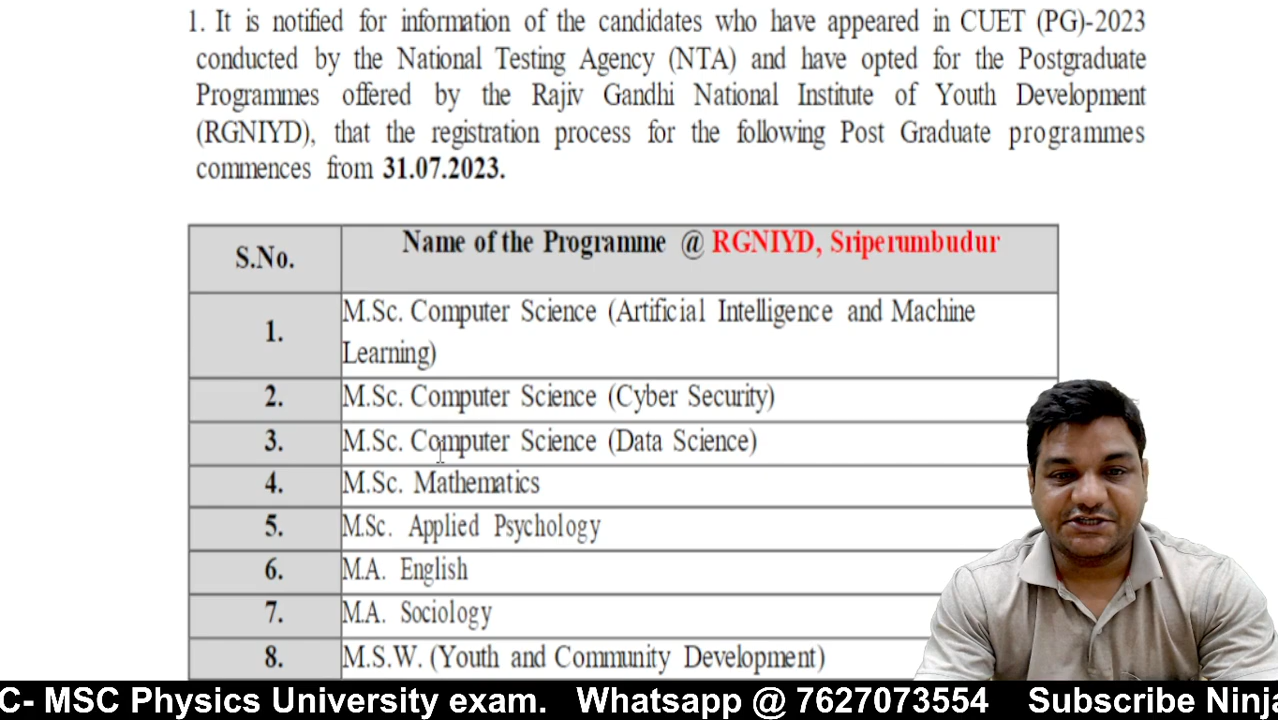 1. It is notified for information of the candidates who have appeared in CUET (PG)-2023
conducted by the National Testing Agency (NTA) and have opted for the Postgraduate
Programmes offered by the Rajiv Gandhi National Institute of Youth Development
(RGNIYD), that the registration process for the following Post Graduate programmes
commences from 31.07.2023.
S.No. Name of the Programme @ RGNIYD, Sriperumbudur
1. M.Sc. Computer Science (Artificial Intelligence and Machine
Learning)
2. M.Sc. Computer Science (Cyber Security)
3. M.Sc. Computer Science (Data Science)
4. M.Sc. Mathematics
5. M.Sc. Applied Psychology
6. M.A. English
7. M.A. Sociology
8. M.S.W. (Youth and Community Development)
C- MSC Physics University exam. Whatsapp @ 7627073554 Subscribe Ninja